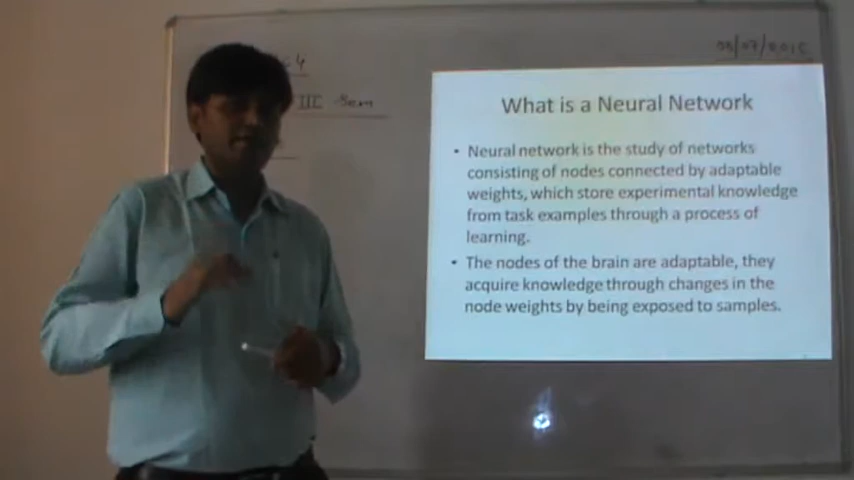 III - Sem
What is a Neural Network
• Neural network is the study of networks
consisting of nodes connected by adaptable
weights, which store experimental knowledge
from task examples through a process of
learning.
• The nodes of the brain are adaptable, they
acquire knowledge through changes in the
node weights by being exposed to samples.